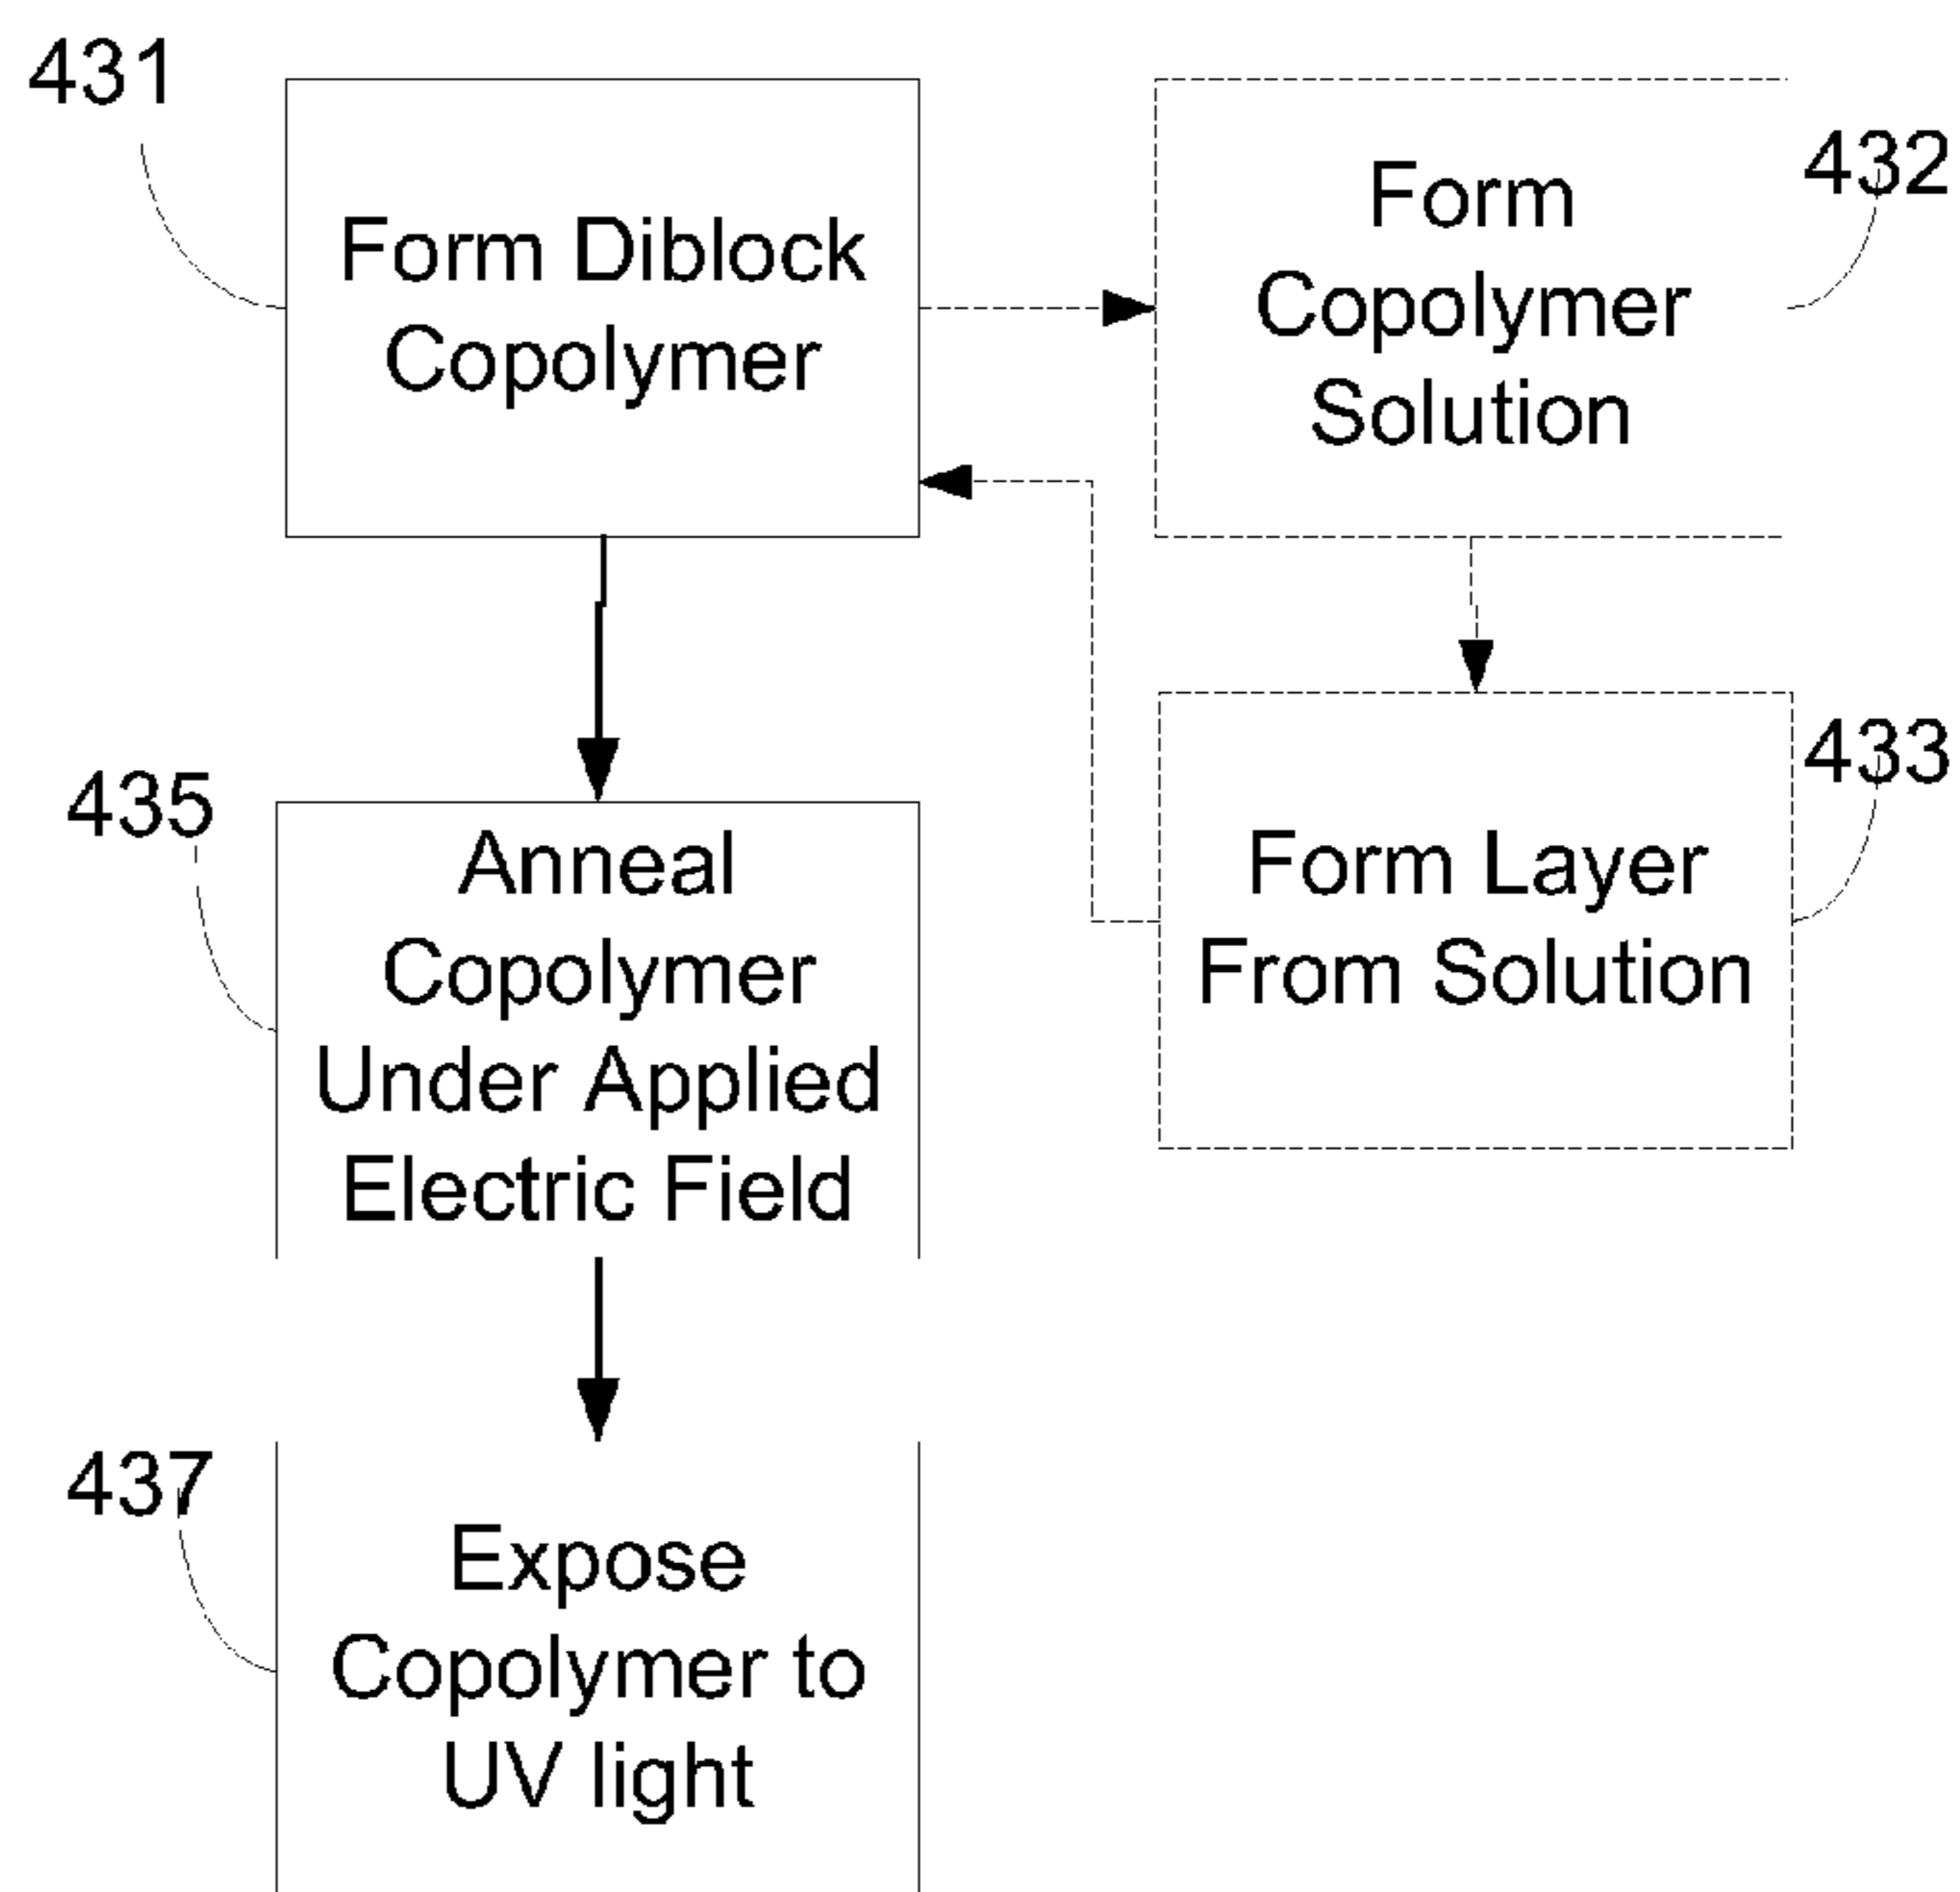 431
Form Diblock
Copolymer
432
Form
Copolymer
Solution
435
Anneal
Copolymer
Under Applied
Electric Field
433
Form Layer
From Solution
437
Expose
Copolymer to
UV light